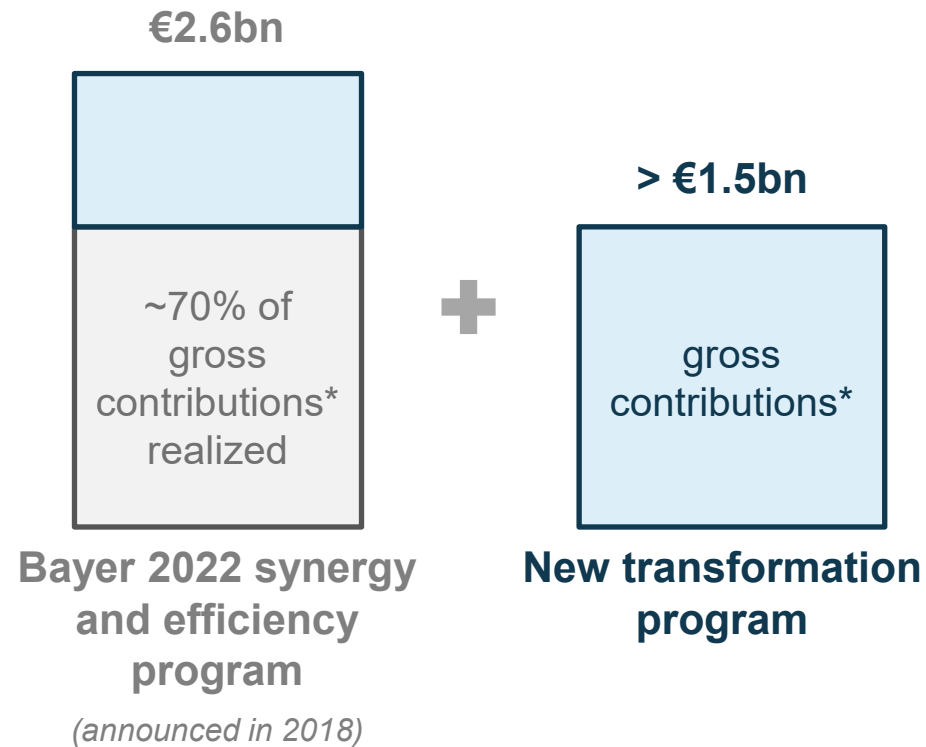 €2.6bn
~70% of
gross
contributions*
realized
Bayer 2022 synergy
and efficiency
program
(announced in 2018)
> €1.5bn
gross
contributions*
New transformation
program